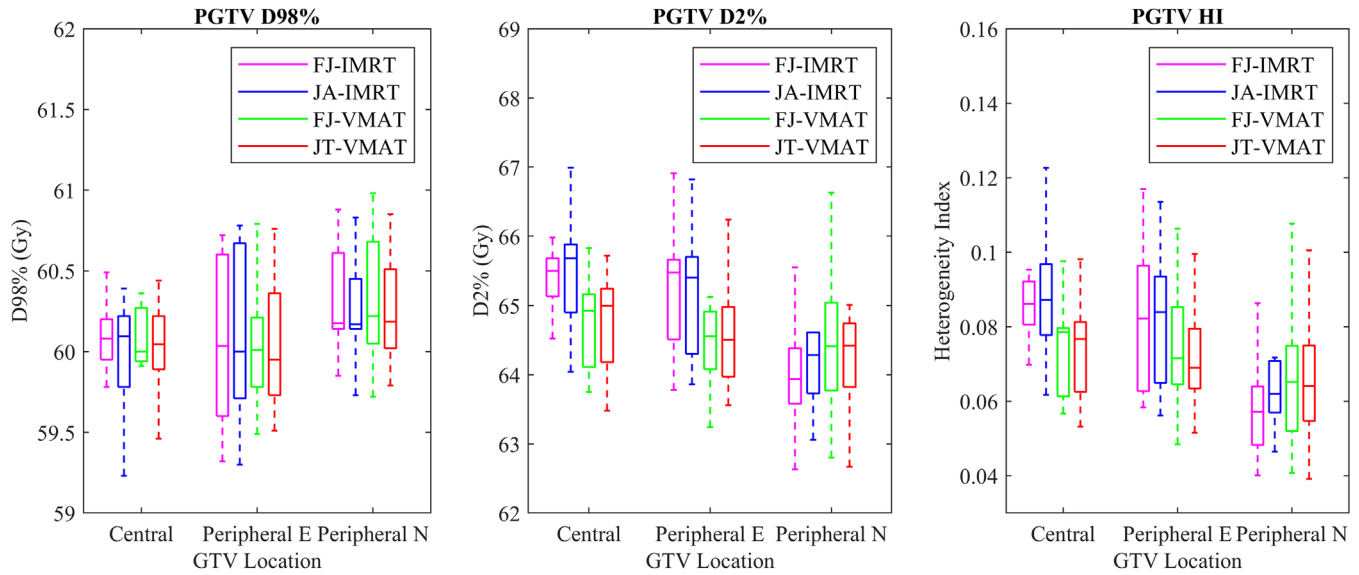 PGTV D98%
62
61.5
61
60.5
60
59.5
59
D98% (Gy)
FJ-IMRT
JA-IMRT
FJ-VMAT
JT-VMAT
Central
Peripheral E
Peripheral N
GTV Location
PGTV D2%
69
68
67
66
65
64
63
62
D2% (Gy)
FJ-IMRT
JA-IMRT
FJ-VMAT
JT-VMAT
Central
Peripheral E
Peripheral N
GTV Location
PGTV HI
0.16
0.14
0.12
0.1
0.08
0.06
0.04
Heterogeneity Index
FJ-IMRT
JA-IMRT
FJ-VMAT
JT-VMAT
Central
Peripheral E
Peripheral N
GTV Location